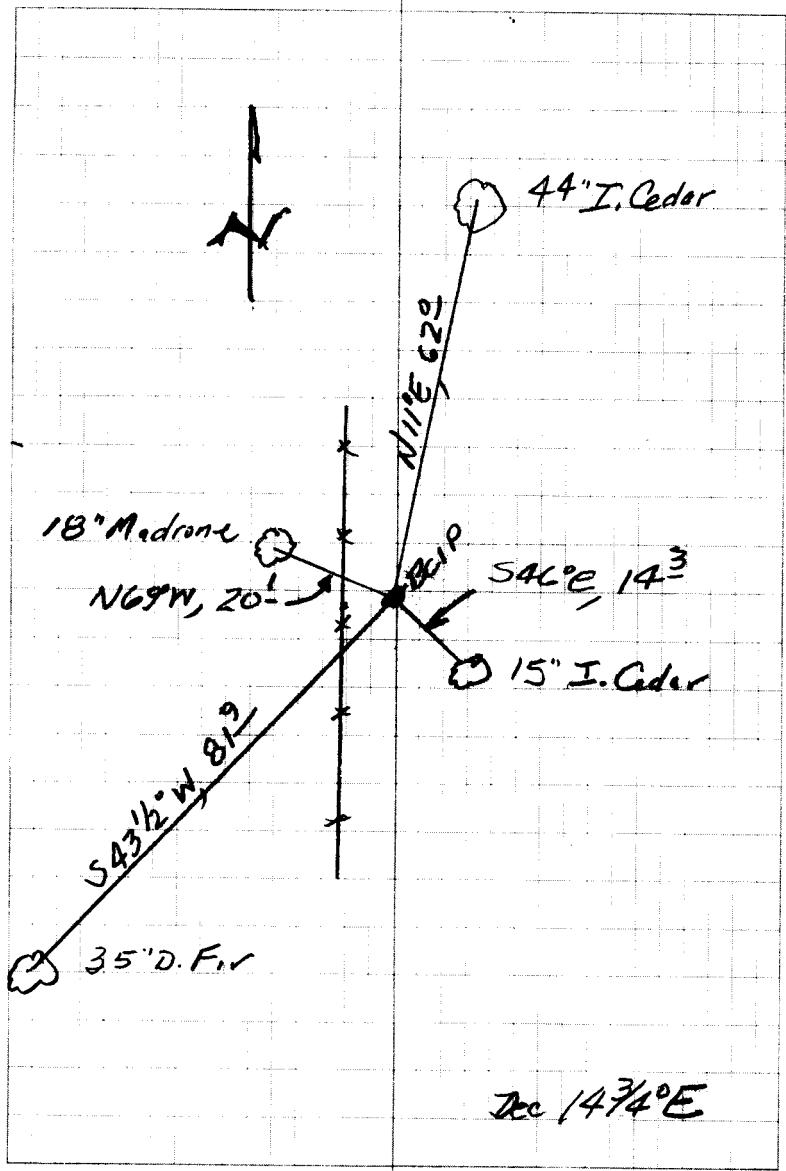 N
44" I. Cedar
N11°E, 62⁰
18" Madrone
BCIP
S46°E, 14³
N69°W, 20¹
15" I. Cedar
S43½°W, 81⁹
35" D. Fir
Dec 14¾°E